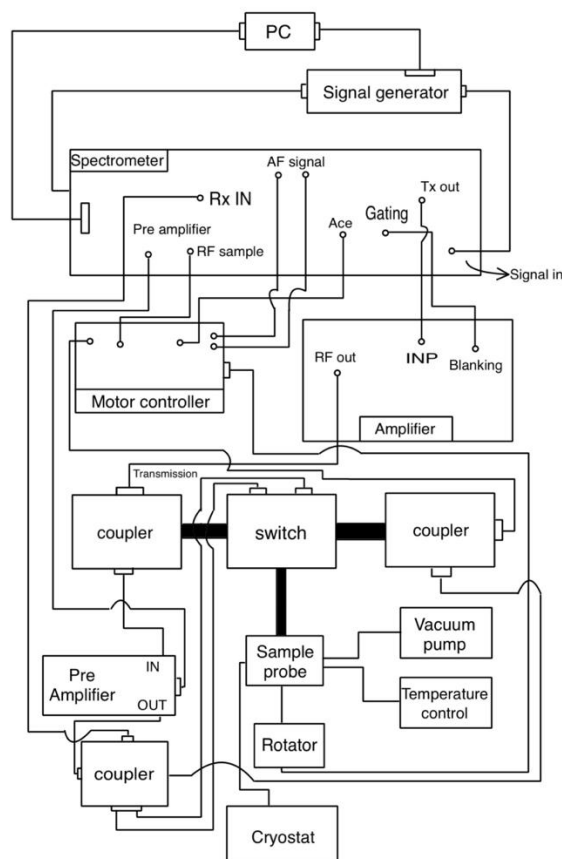 PC
Signal generator
Spectrometer
AF signal
Rx IN
Tx out
Pre amplifier
Gating
Ace
RF sample
Signal in
RF out
INP
Blanking
Motor controller
Amplifier
Transmission
coupler
switch
coupler
Vacuum
pump
Sample
probe
IN
Pre
Amplifier
OUT
Temperature
control
Rotator
coupler
Cryostat